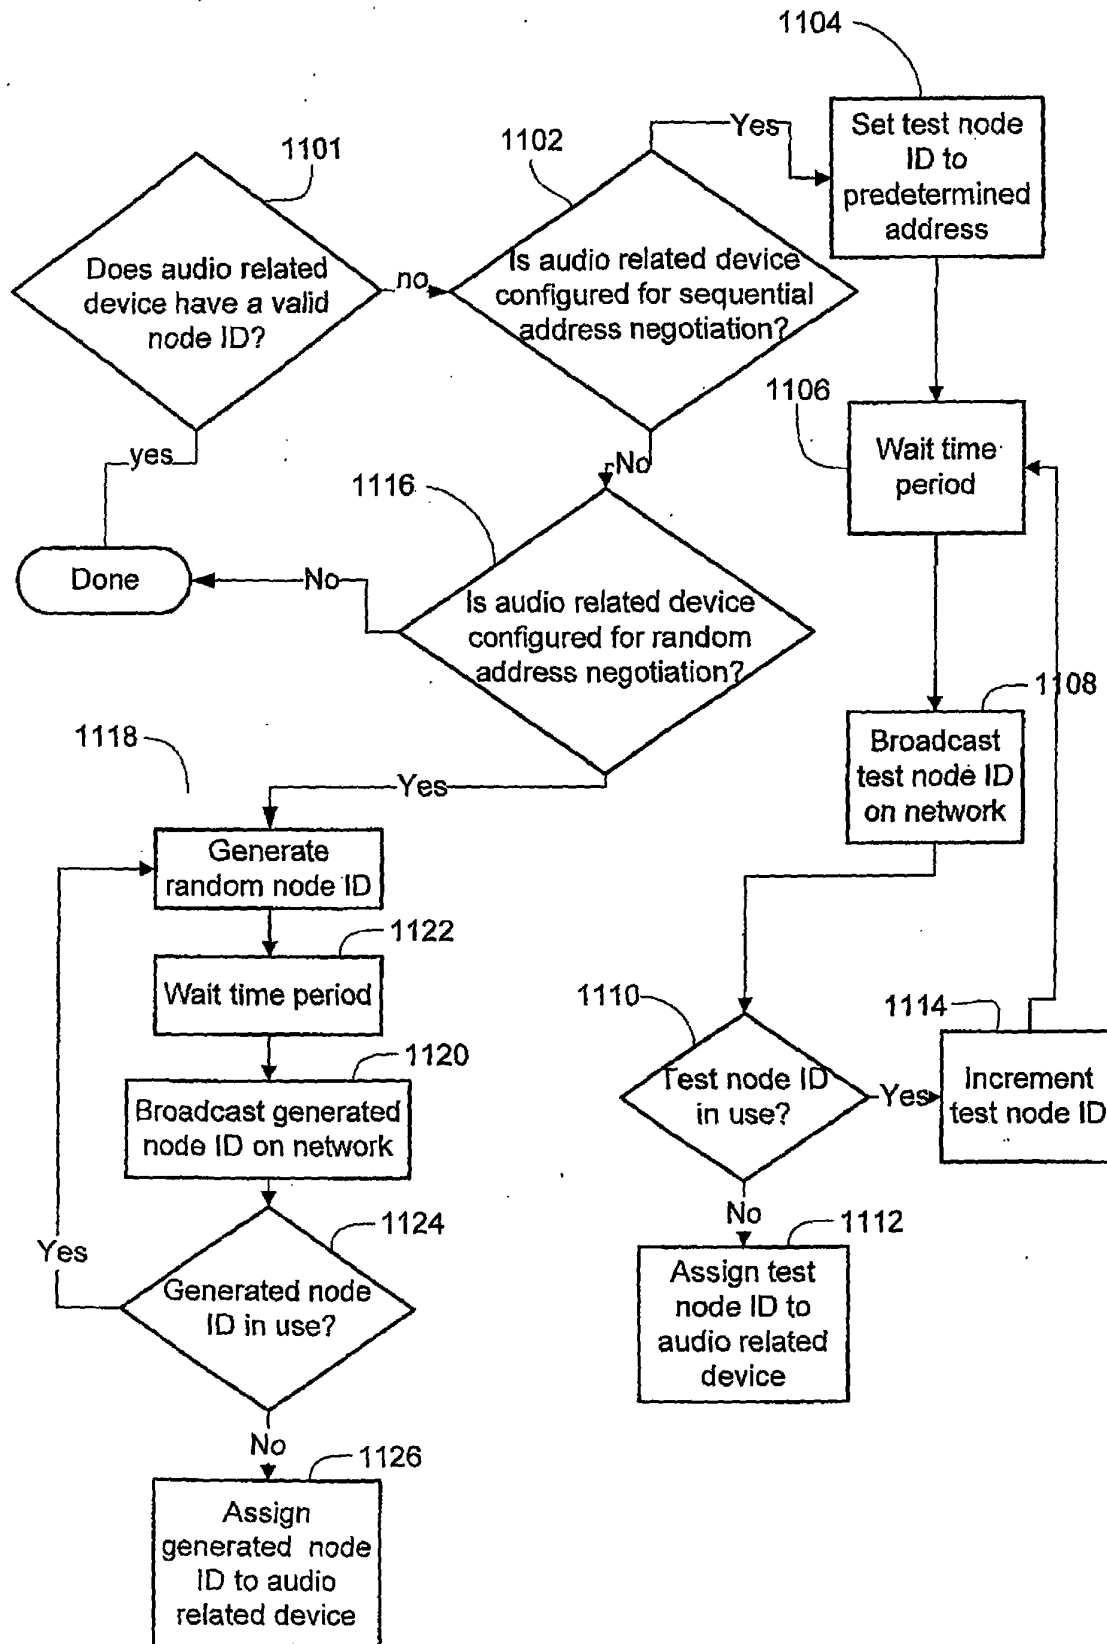 1104
Set test node
ID to
predetermined
address
Yes
1101
Does audio related
device have a valid
node ID?
no
1102
Is audio related device
configured for sequential
address negotiation?
yes
Done
No
1106
Wait time
period
1116
No
Is audio related device
configured for random
address negotiation?
1108
Broadcast
test node ID
on network
1118
Yes
Generate
random node ID
1122
Wait time period
1120
Broadcast generated
node ID on network
1110
Test node ID
in use?
Yes
1114
Increment
test node ID
No
1112
Assign test
node ID to
audio related
device
1124
Yes
Generated node
ID in use?
No
1126
Assign
generated node
ID to audio
related device